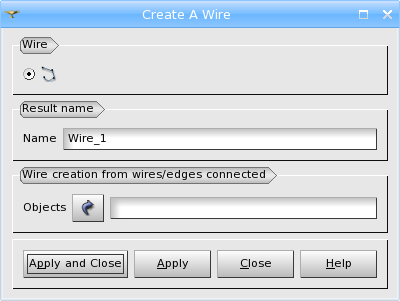 Create A Wire
Wire
Result name
Name Wire_1
Wire creation from wires/edges connected
Objects
Apply and Close Apply Close Help